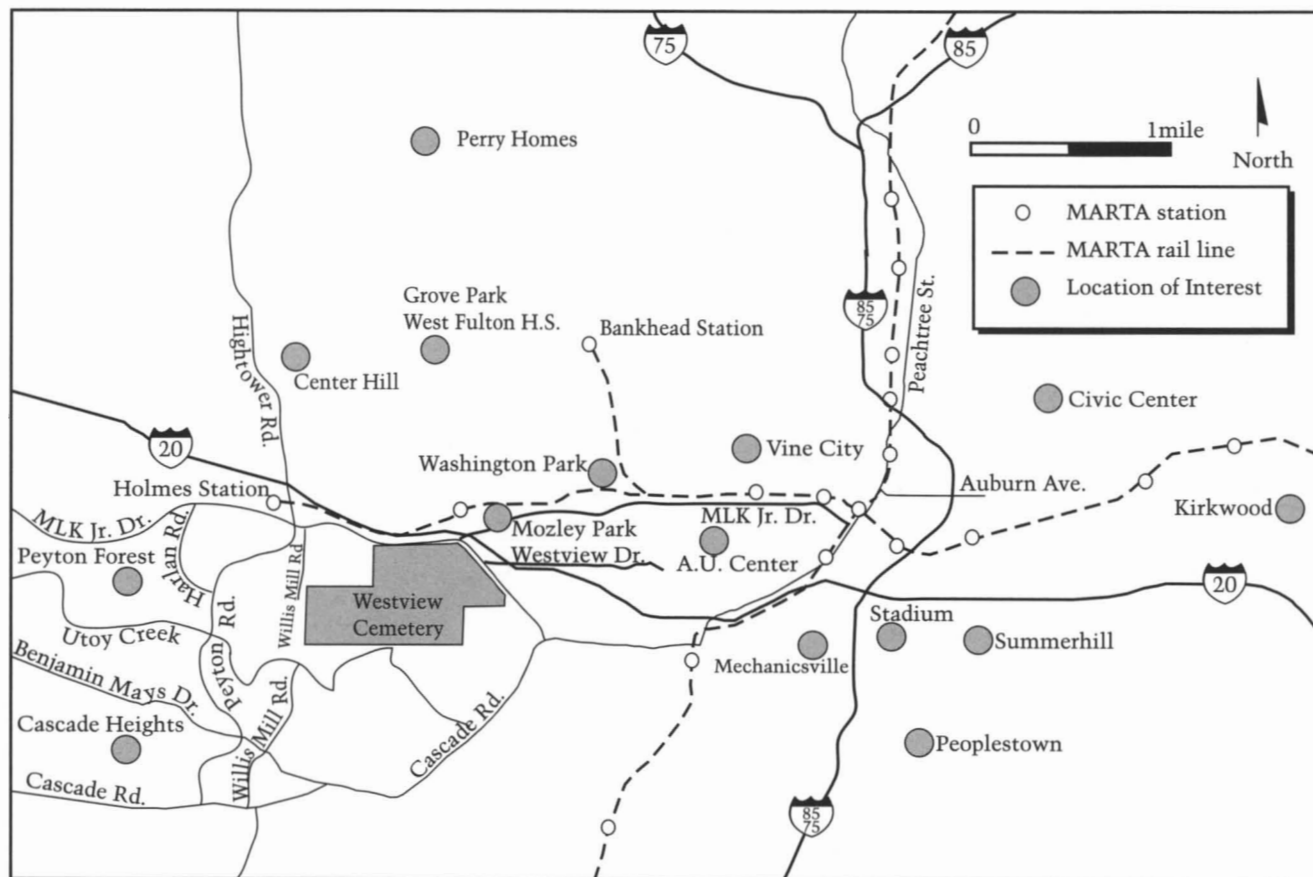 75
85
Perry Homes
0
1mile
North
MARTA station
MARTA rail line
Location of Interest
Grove Park
West Fulton H.S.
Bankhead Station
85
75
Peachtree St.
Hightower Rd.
Center Hill
Civic Center
20
Washington Park
Vine City
Holmes Station
Auburn Ave.
MLK Jr. Dr.
Mozley Park
MLK Jr. Dr.
Kirkwood
Peyton Forest
Harlan Rd.
Westview Dr.
A.U. Center
Willis Mill Rd
20
Westview
Cemetery
Utoy Creek
Peyton Rd.
Stadium
Summerhill
Mechanicsville
Benjamin Mays Dr.
Peyton
Willis Mill Rd.
Cascade Heights
Cascade Rd.
Peoplestown
Willis Mill Rd.
Cascade Rd.
85
75